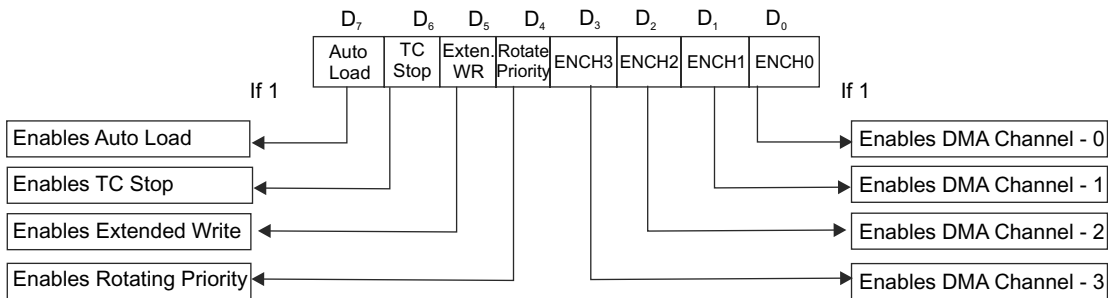 D7 D6 D5 D4 D3 D2 D1 D0
Auto Load
TC Stop
Exten. WR
Rotate Priority
ENCH3
ENCH2
ENCH1
ENCH0
If 1
If 1
Enables Auto Load
Enables TC Stop
Enables Extended Write
Enables Rotating Priority
Enables DMA Channel - 0
Enables DMA Channel - 1
Enables DMA Channel - 2
Enables DMA Channel - 3